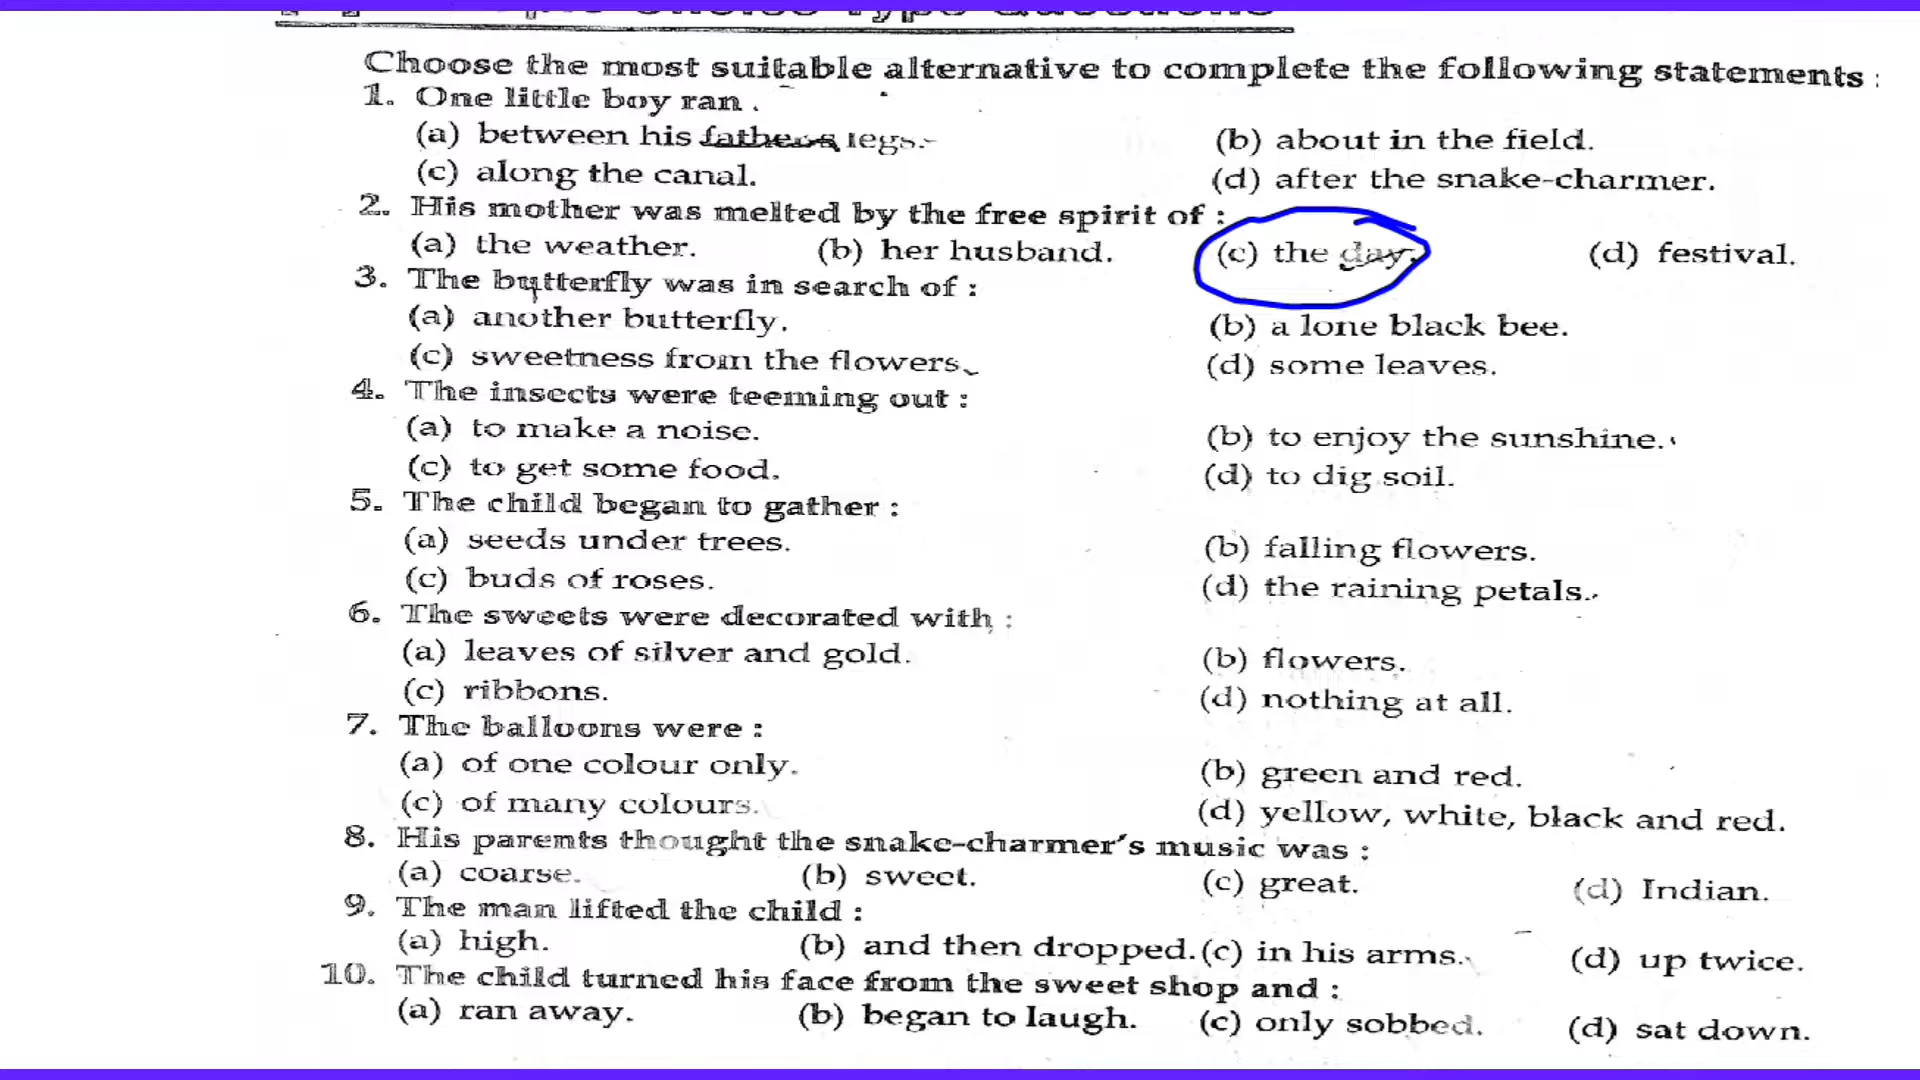 Choice Type Questions
Choose the most suitable alternative to complete the following statements :
1. One little boy ran .
(a) between his fathers legs. (b) about in the field.
(c) along the canal. (d) after the snake-charmer.
2. His mother was melted by the free spirit of :
(a) the weather. (b) her husband. (c) the day. (d) festival.
3. The butterfly was in search of :
(a) another butterfly. (b) a lone black bee.
(c) sweetness from the flowers. (d) some leaves.
4. The insects were teeming out :
(a) to make a noise. (b) to enjoy the sunshine.
(c) to get some food. (d) to dig soil.
5. The child began to gather :
(a) seeds under trees. (b) falling flowers.
(c) buds of roses. (d) the raining petals.
6. The sweets were decorated with :
(a) leaves of silver and gold. (b) flowers.
(c) ribbons. (d) nothing at all.
7. The balloons were :
(a) of one colour only. (b) green and red.
(c) of many colours. (d) yellow, white, black and red.
8. His parents thought the snake-charmer's music was :
(a) coarse. (b) sweet. (c) great. (d) Indian.
9. The man lifted the child :
(a) high. (b) and then dropped. (c) in his arms. (d) up twice.
10. The child turned his face from the sweet shop and :
(a) ran away. (b) began to laugh. (c) only sobbed. (d) sat down.